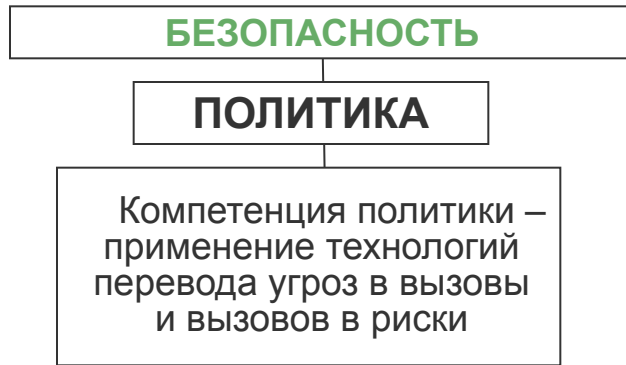 БЕЗОПАСНОСТЬ
ПОЛИТИКА
Компетенция политики –
применение технологий
перевода угроз в вызовы
и вызовов в риски